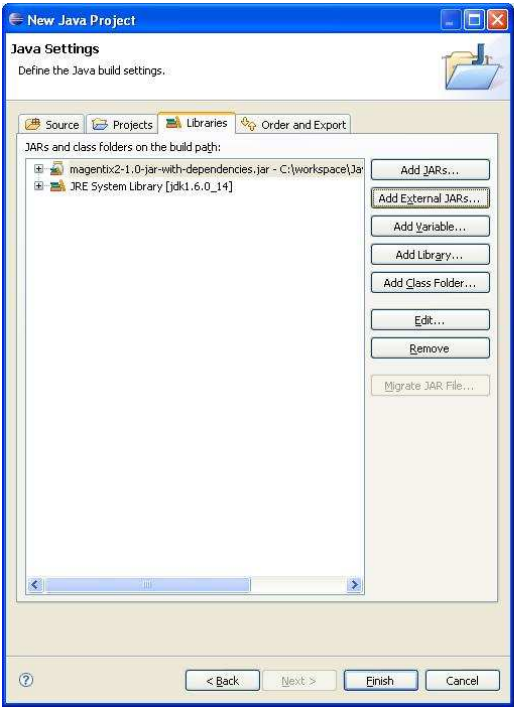 New Java Project
Java Settings
Define the Java build settings.
Source Projects Libraries Order and Export
JARs and class folders on the build path:
magentix2-1.0-jar-with-dependencies.jar - C:\workspace\Ja
JRE System Library [jdk1.6.0_14]
Add JARs...
Add External JARs...
Add Variable...
Add Library...
Add Class Folder...
Edit...
Remove
Migrate JAR File...
? < Back Next > Finish Cancel